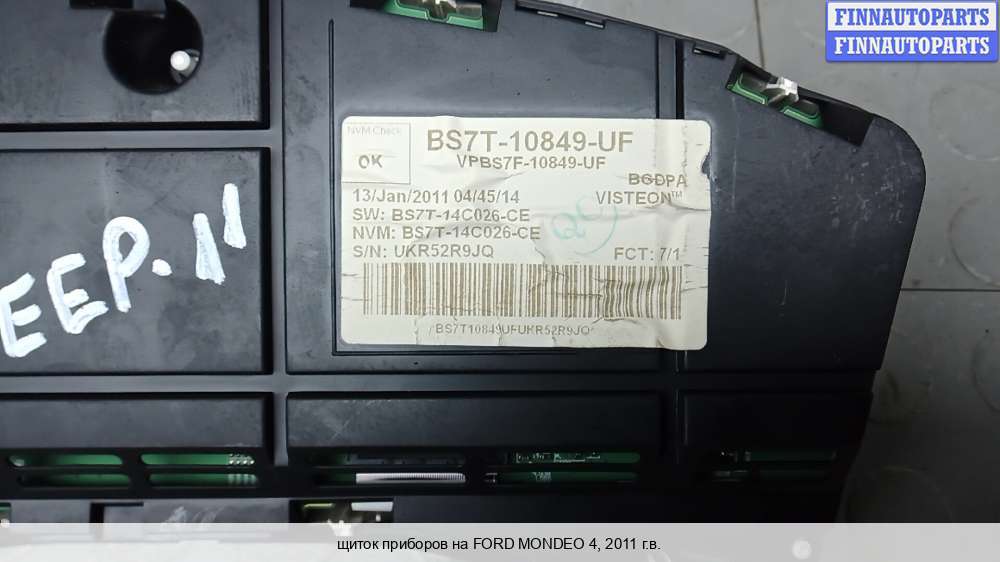 FINNAUTOPARTS
FINNAUTOPARTS
NVM Check
OK
BS7T-10849-UF
VPBS7F-10849-UF
BGDPA
13/Jan/2011 04/45/14
VISTEON™
SW: BS7T-14C026-CE
NVM: BS7T-14C026-CE
S/N: UKR52R9JQ
FCT: 7/1
BS7T10849UFUKR52R9JQ
EEP.11
щиток приборов на FORD MONDEO 4, 2011 г.в.